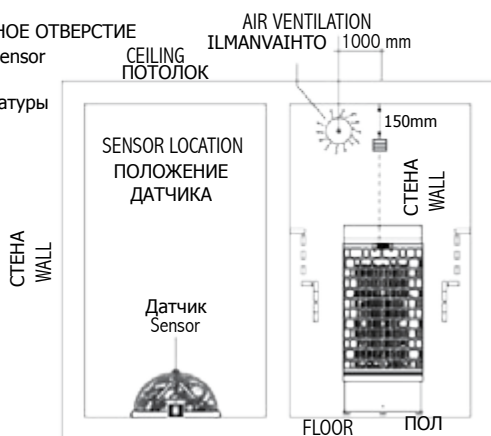 НОЕ ОТВЕРСТИЕ
ensor
атуры
AIR VENTILATION
ILMANVAIHTO
1000 mm
CEILING
ПОТОЛОК
150mm
SENSOR LOCATION
ПОЛОЖЕНИЕ
ДАТЧИКА
СТЕНА
WALL
СТЕНА
WALL
Датчик
Sensor
FLOOR
ПОЛ